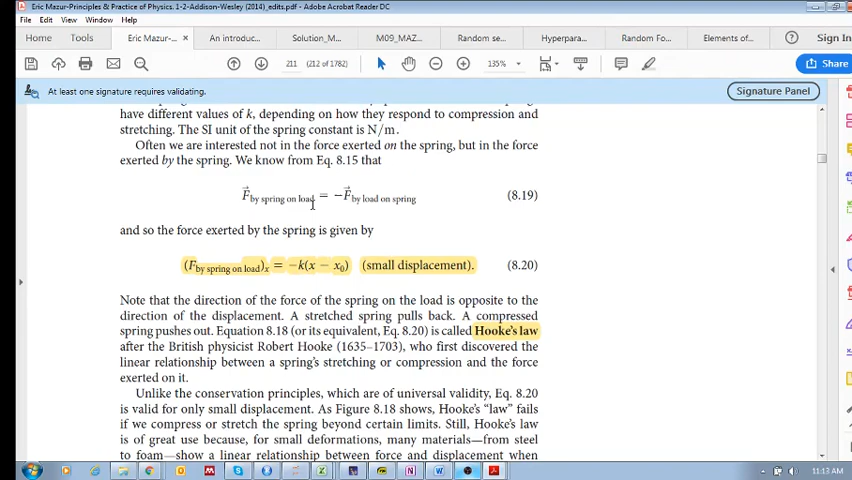 Eric Mazur-Principles & Practice of Physics. 1-2-Addison-Wesley (2014)_edits.pdf - Adobe Acrobat Reader DC
File Edit View Window Help
Home Tools Eric Mazur-... × An introduc... Solution_M... M09_MAZ... Random se... Hyperpara... Random Fo... Elements of... Sign In
211 (212 of 1782) 135% Share
At least one signature requires validating. Signature Panel
have different values of k, depending on how they respond to compression and
stretching. The SI unit of the spring constant is N/m.
Often we are interested not in the force exerted on the spring, but in the force
exerted by the spring. We know from Eq. 8.15 that
F⃗by spring on load = −F⃗by load on spring (8.19)
and so the force exerted by the spring is given by
(Fby spring on load)x = −k(x − x0) (small displacement). (8.20)
Note that the direction of the force of the spring on the load is opposite to the
direction of the displacement. A stretched spring pulls back. A compressed
spring pushes out. Equation 8.18 (or its equivalent, Eq. 8.20) is called Hooke's law
after the British physicist Robert Hooke (1635–1703), who first discovered the
linear relationship between a spring's stretching or compression and the force
exerted on it.
Unlike the conservation principles, which are of universal validity, Eq. 8.20
is valid for only small displacement. As Figure 8.18 shows, Hooke's "law" fails
if we compress or stretch the spring beyond certain limits. Still, Hooke's law
is of great use because, for small deformations, many materials—from steel
to foam—show a linear relationship between force and displacement when
11:13 AM